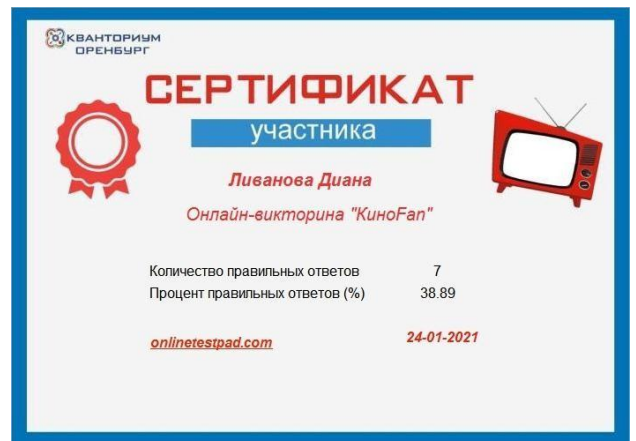 КВАНТОРИУМ
ОРЕНБУРГ
СЕРТИФИКАТ
участника
Ливанова Диана
Онлайн-викторина "КиноFan"
Количество правильных ответов 7
Процент правильных ответов (%) 38.89
onlinetestpad.com 24-01-2021